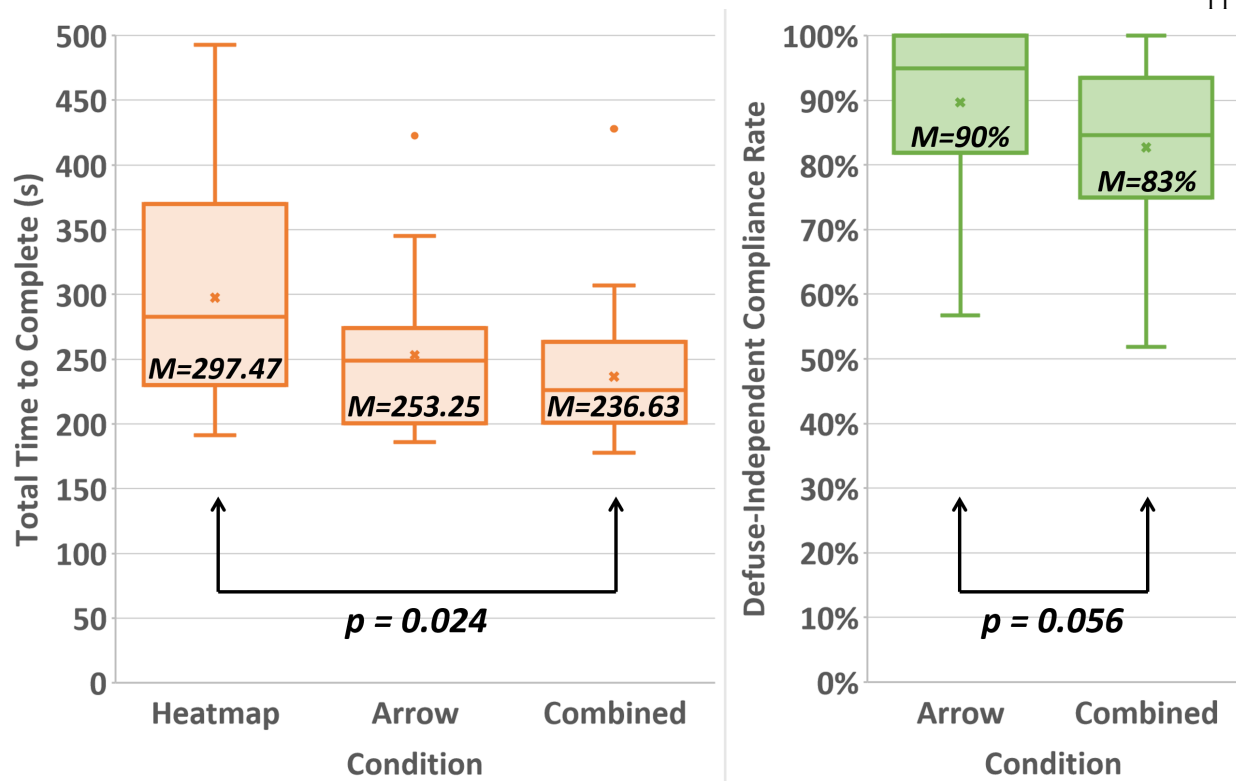 Total Time to Complete (s)
500
450
400
350
300
250
200
150
100
50
0
M=297.47
M=253.25
M=236.63
p = 0.024
Heatmap Arrow Combined
Condition
Defuse-Independent Compliance Rate
100%
90%
80%
70%
60%
50%
40%
30%
20%
10%
0%
M=90%
M=83%
p = 0.056
Arrow Combined
Condition